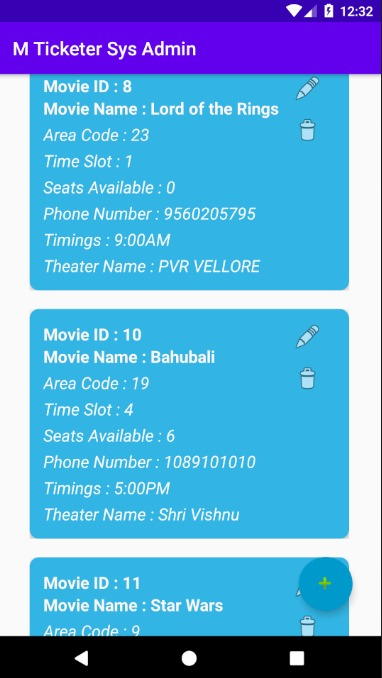 12:32
M Ticketer Sys Admin
Movie ID : 8
Movie Name : Lord of the Rings
Area Code : 23
Time Slot : 1
Seats Available : 0
Phone Number : 9560205795
Timings : 9:00AM
Theater Name : PVR VELLORE
Movie ID : 10
Movie Name : Bahubali
Area Code : 19
Time Slot : 4
Seats Available : 6
Phone Number : 1089101010
Timings : 5:00PM
Theater Name : Shri Vishnu
Movie ID : 11
Movie Name : Star Wars
Area Code : 9